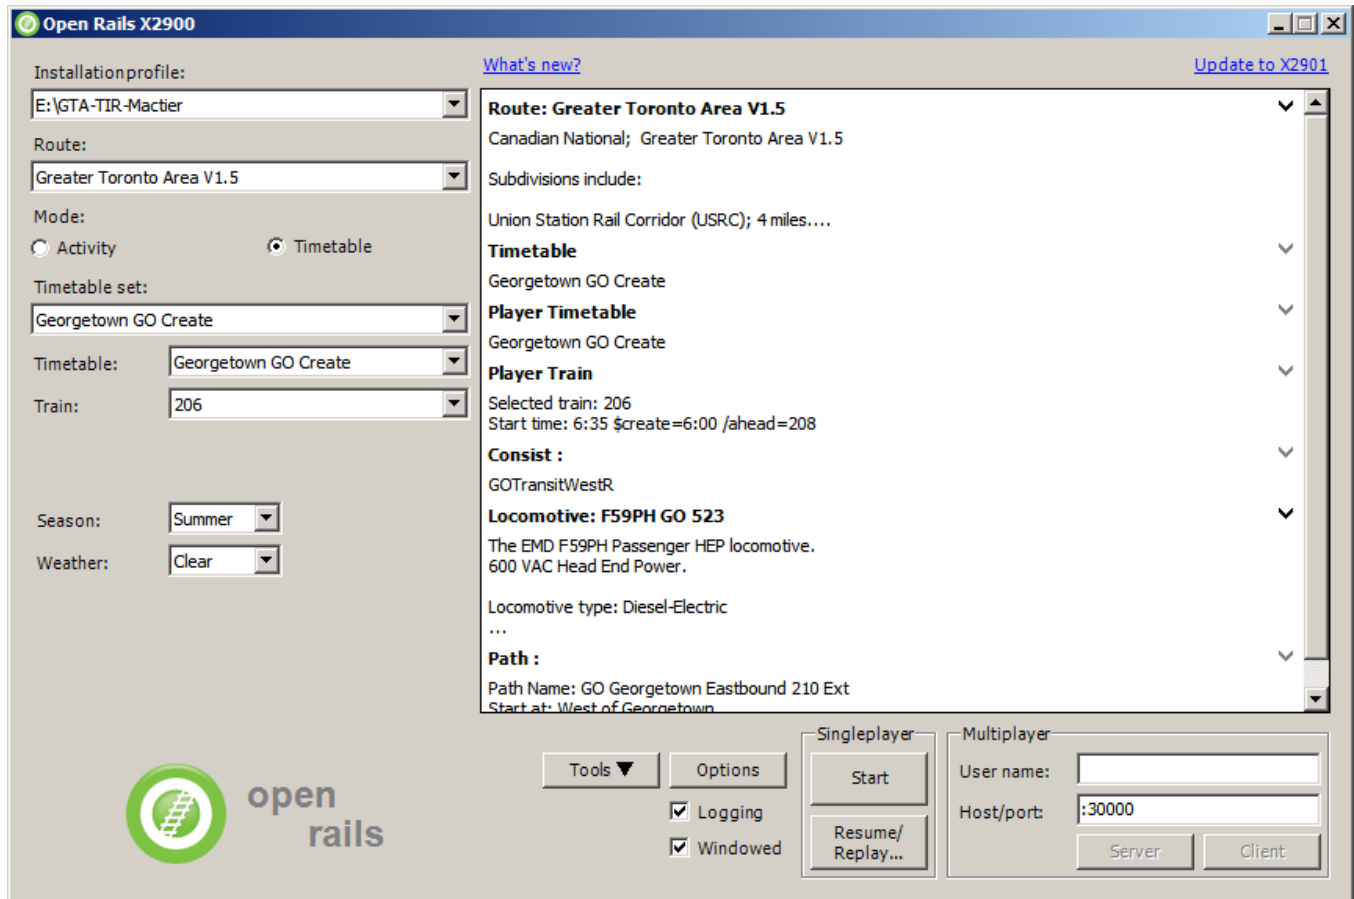 Open Rails X2900
Installation profile:
E:\GTA-TIR-Mactier
Route:
Greater Toronto Area V1.5
Mode:
Activity
Timetable
Timetable set:
Georgetown GO Create
Timetable:
Georgetown GO Create
Train:
206
Season:
Summer
Weather:
Clear
What's new?
Update to X2901
Route: Greater Toronto Area V1.5
Canadian National;  Greater Toronto Area V1.5
Subdivisions include:
Union Station Rail Corridor (USRC); 4 miles....
Timetable
Georgetown GO Create
Player Timetable
Georgetown GO Create
Player Train
Selected train: 206
Start time: 6:35 $create=6:00 /ahead=208
Consist :
GOTransitWestR
Locomotive: F59PH GO 523
The EMD F59PH Passenger HEP locomotive.
600 VAC Head End Power.
Locomotive type: Diesel-Electric
...
Path :
Path Name: GO Georgetown Eastbound 210 Ext
Start at: West of Georgetown
open
rails
Tools
Options
Logging
Windowed
Singleplayer
Start
Resume/
Replay...
Multiplayer
User name:
Host/port:
:30000
Server
Client